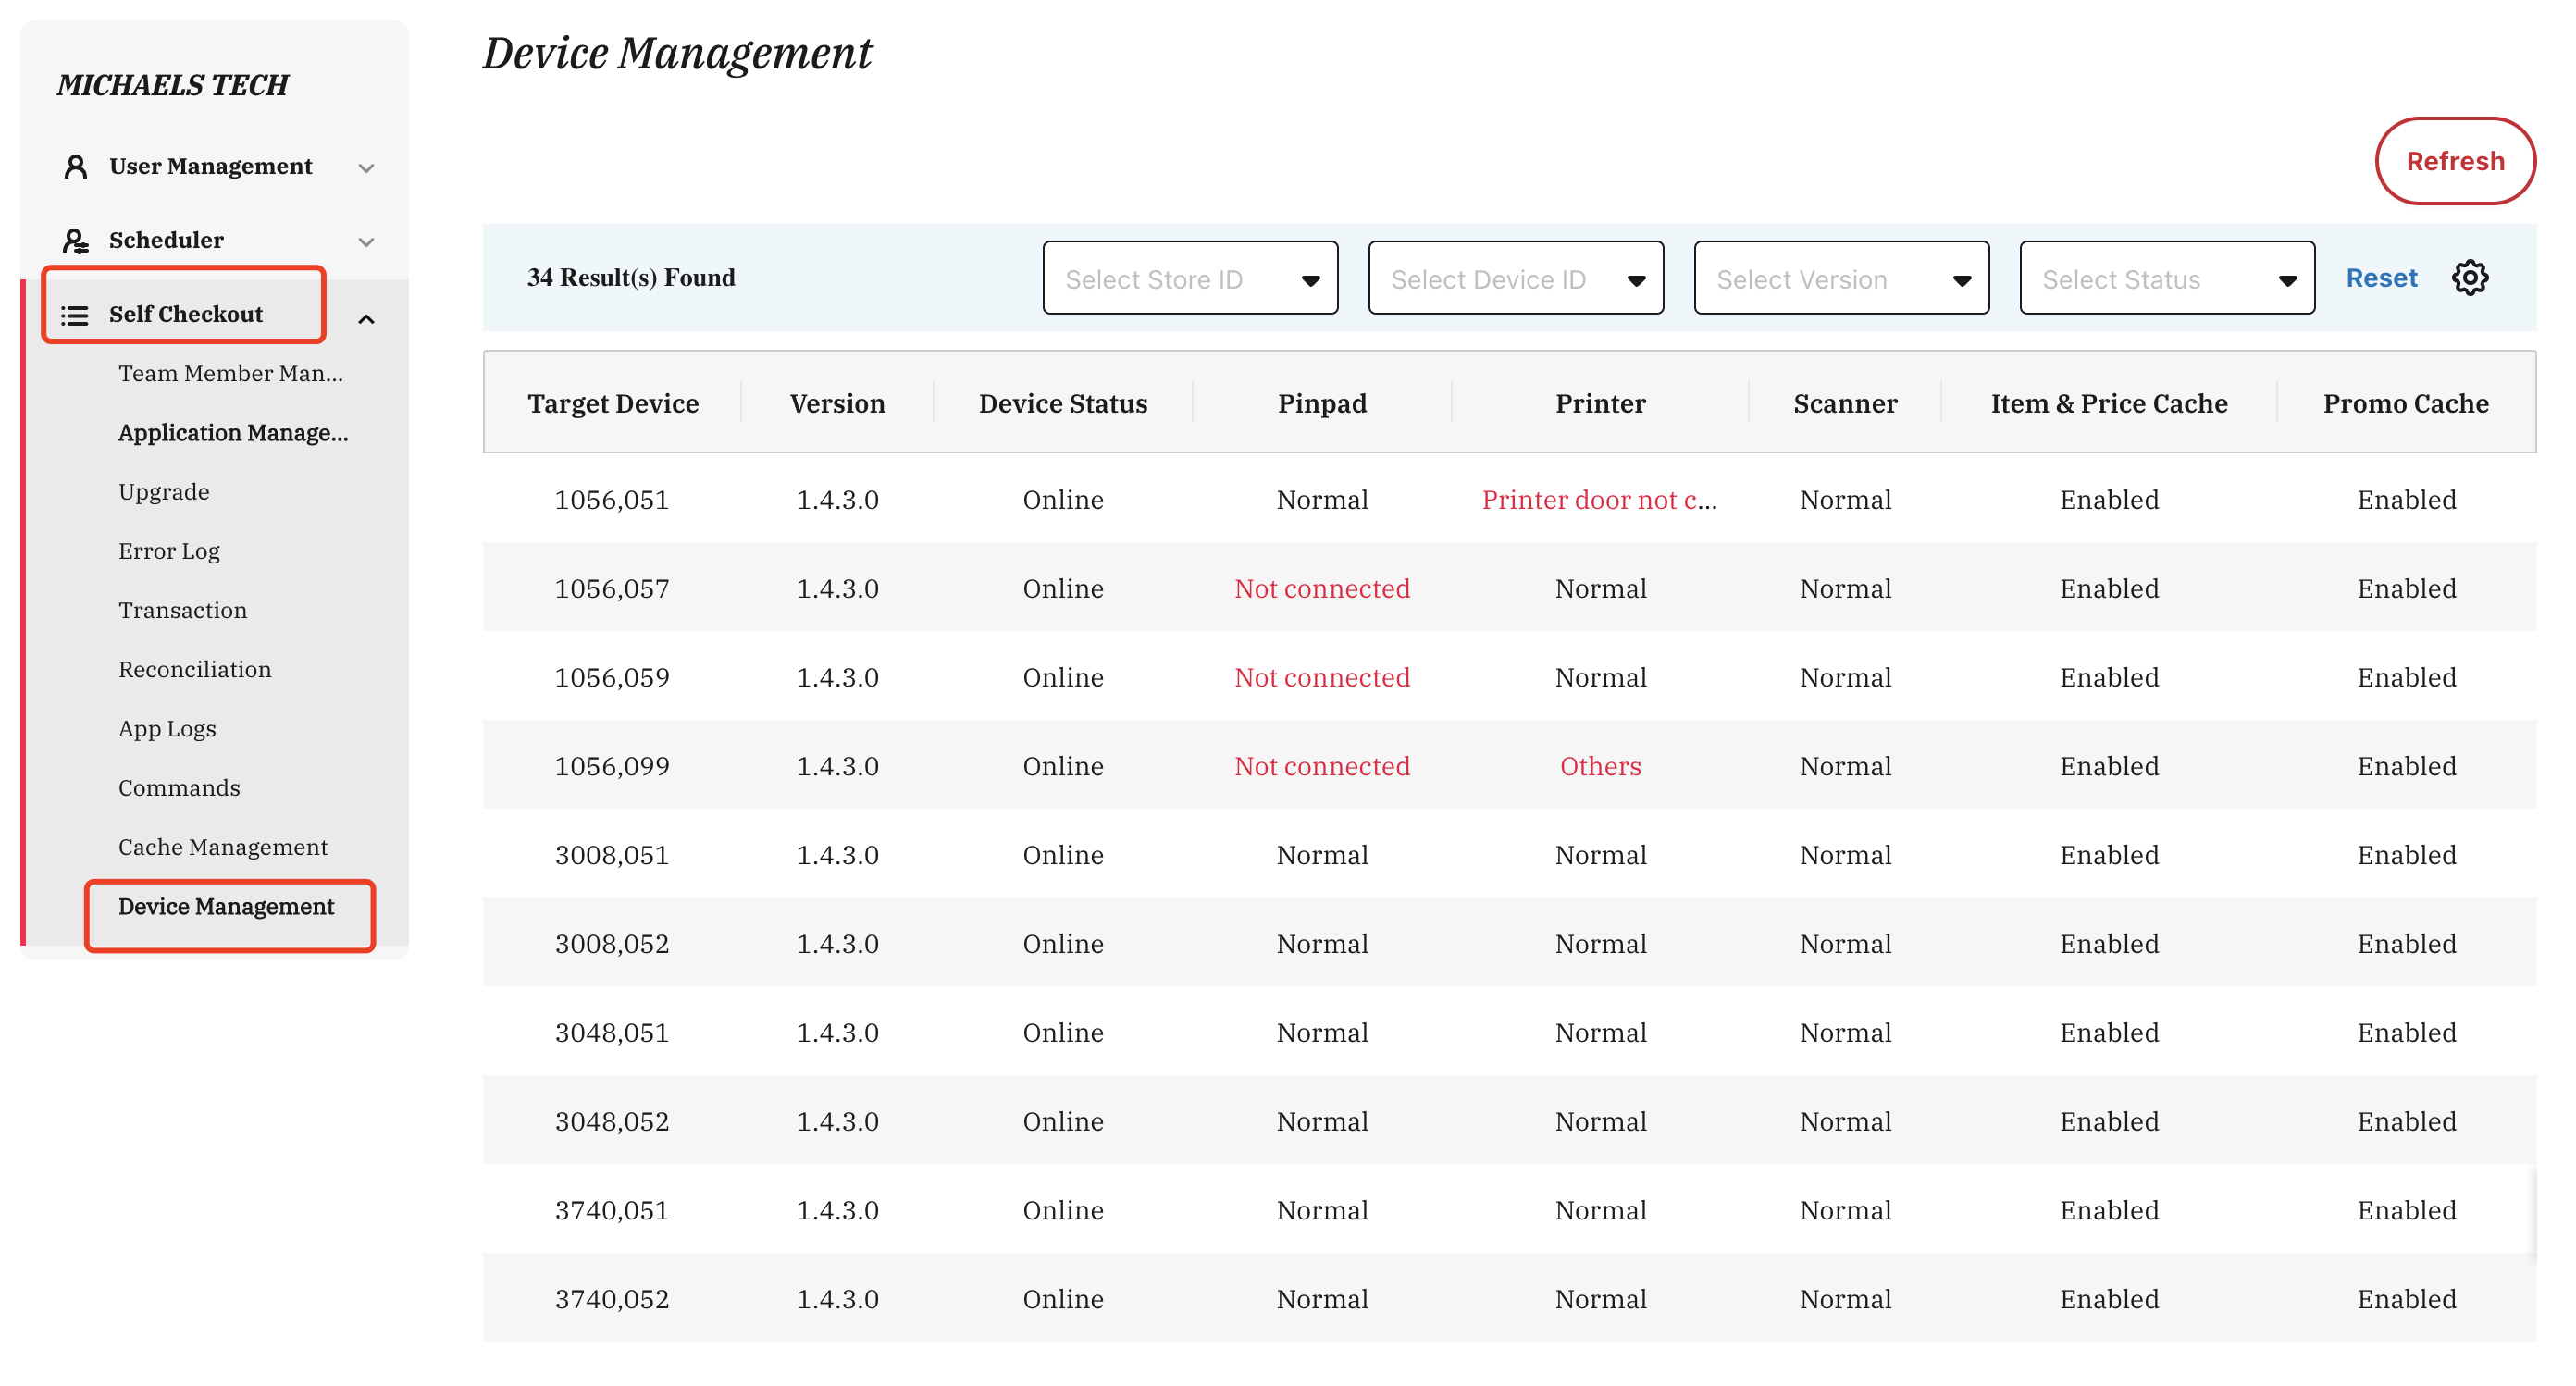 MICHAELS TECH
User Management
Scheduler
Self Checkout
Team Member Man...
Application Manage...
Upgrade
Error Log
Transaction
Reconciliation
App Logs
Commands
Cache Management
Device Management
Device Management
Refresh
34 Result(s) Found Select Store ID Select Device ID Select Version Select Status Reset
Target Device Version Device Status Pinpad Printer Scanner Item & Price Cache Promo Cache
1056,051 1.4.3.0 Online Normal Printer door not c... Normal Enabled Enabled
1056,057 1.4.3.0 Online Not connected Normal Normal Enabled Enabled
1056,059 1.4.3.0 Online Not connected Normal Normal Enabled Enabled
1056,099 1.4.3.0 Online Not connected Others Normal Enabled Enabled
3008,051 1.4.3.0 Online Normal Normal Normal Enabled Enabled
3008,052 1.4.3.0 Online Normal Normal Normal Enabled Enabled
3048,051 1.4.3.0 Online Normal Normal Normal Enabled Enabled
3048,052 1.4.3.0 Online Normal Normal Normal Enabled Enabled
3740,051 1.4.3.0 Online Normal Normal Normal Enabled Enabled
3740,052 1.4.3.0 Online Normal Normal Normal Enabled Enabled